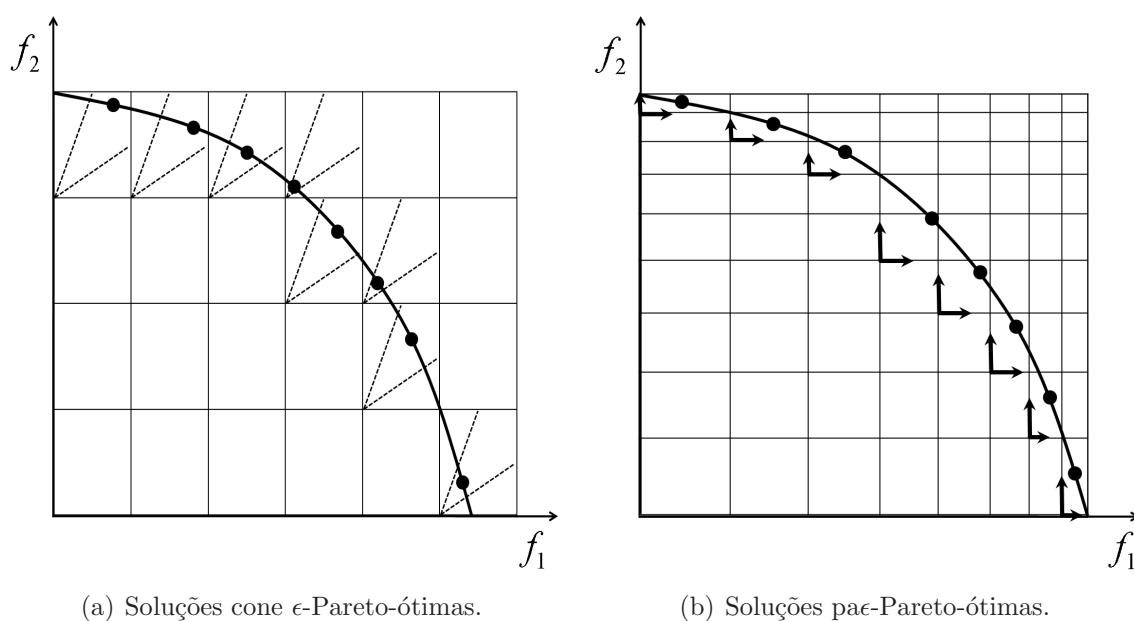 f₂
f₁
f₂
f₁
(a) Soluções cone ϵ-Pareto-ótimas.
(b) Soluções paϵ-Pareto-ótimas.